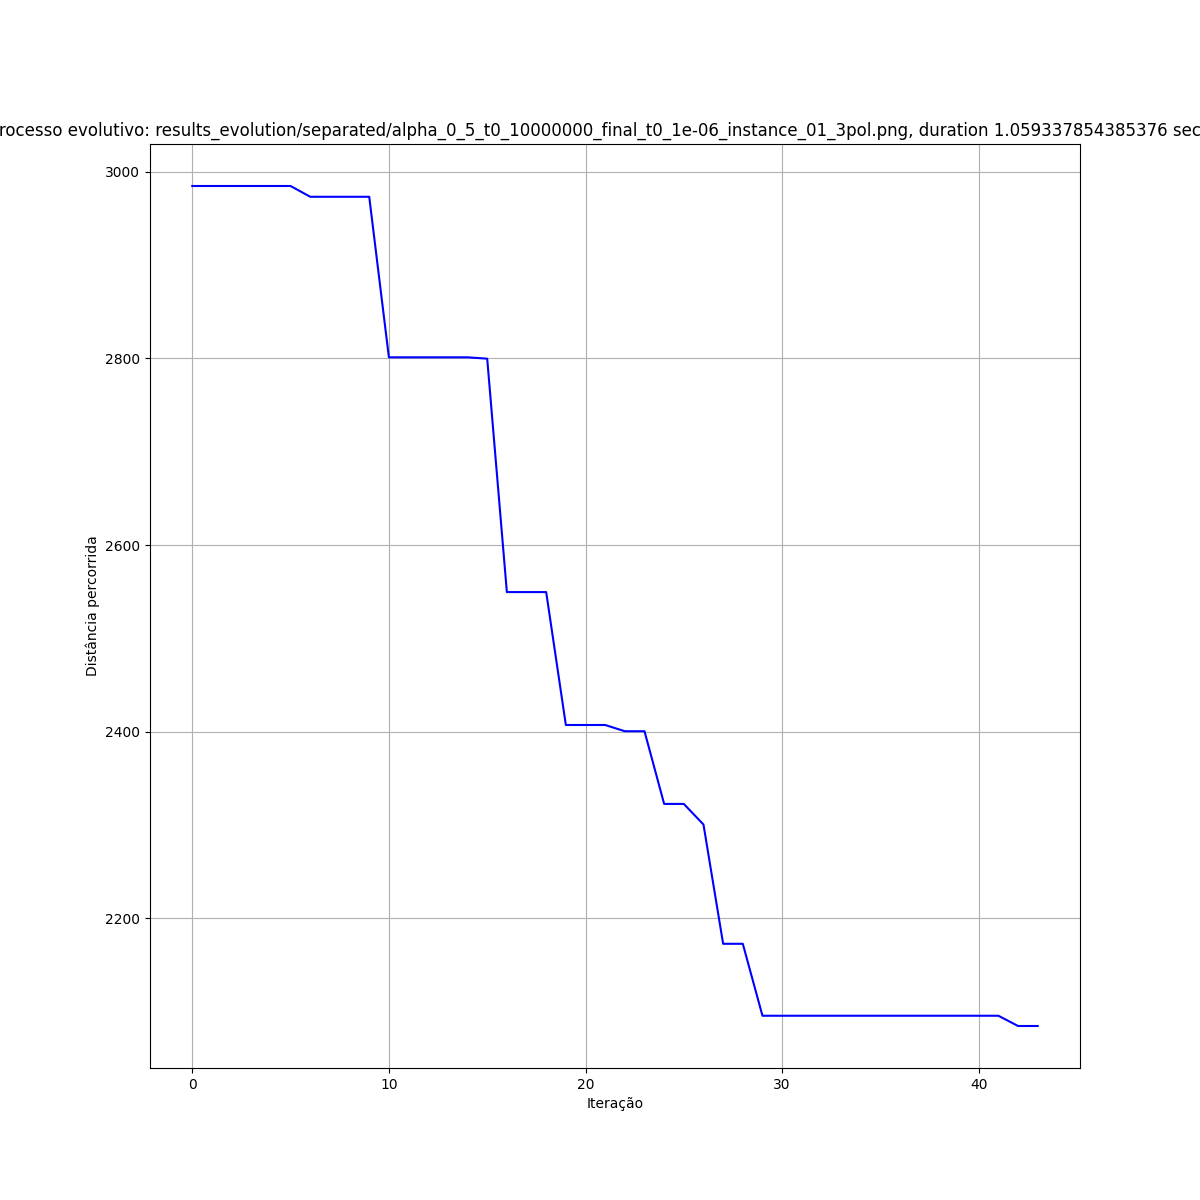 rocesso evolutivo: results_evolution/separated/alpha_0_5_t0_10000000_final_t0_1e-06_instance_01_3pol.png, duration 1.059337854385376 sec
3000
2800
2600
2400
2200
Distância percorrida
0 10 20 30 40
Iteração